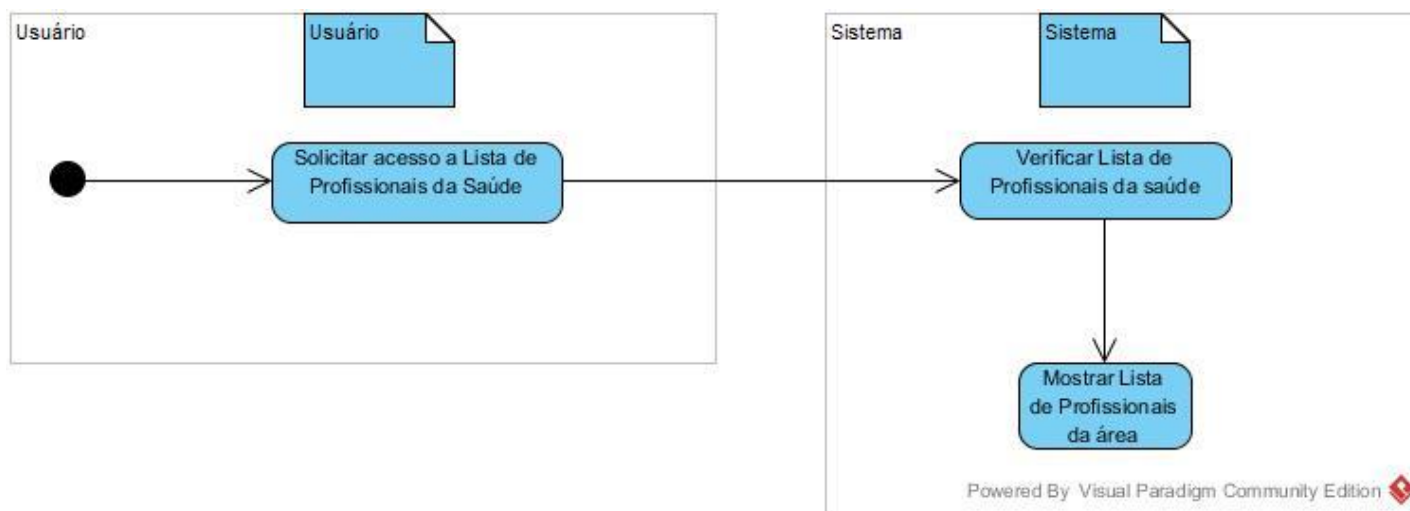 Usuário
Usuário
Solicitar acesso a Lista de
Profissionais da Saúde
Sistema
Sistema
Verificar Lista de
Profissionais da saúde
Mostrar Lista
de Profissionais
da área
Powered By Visual Paradigm Community Edition